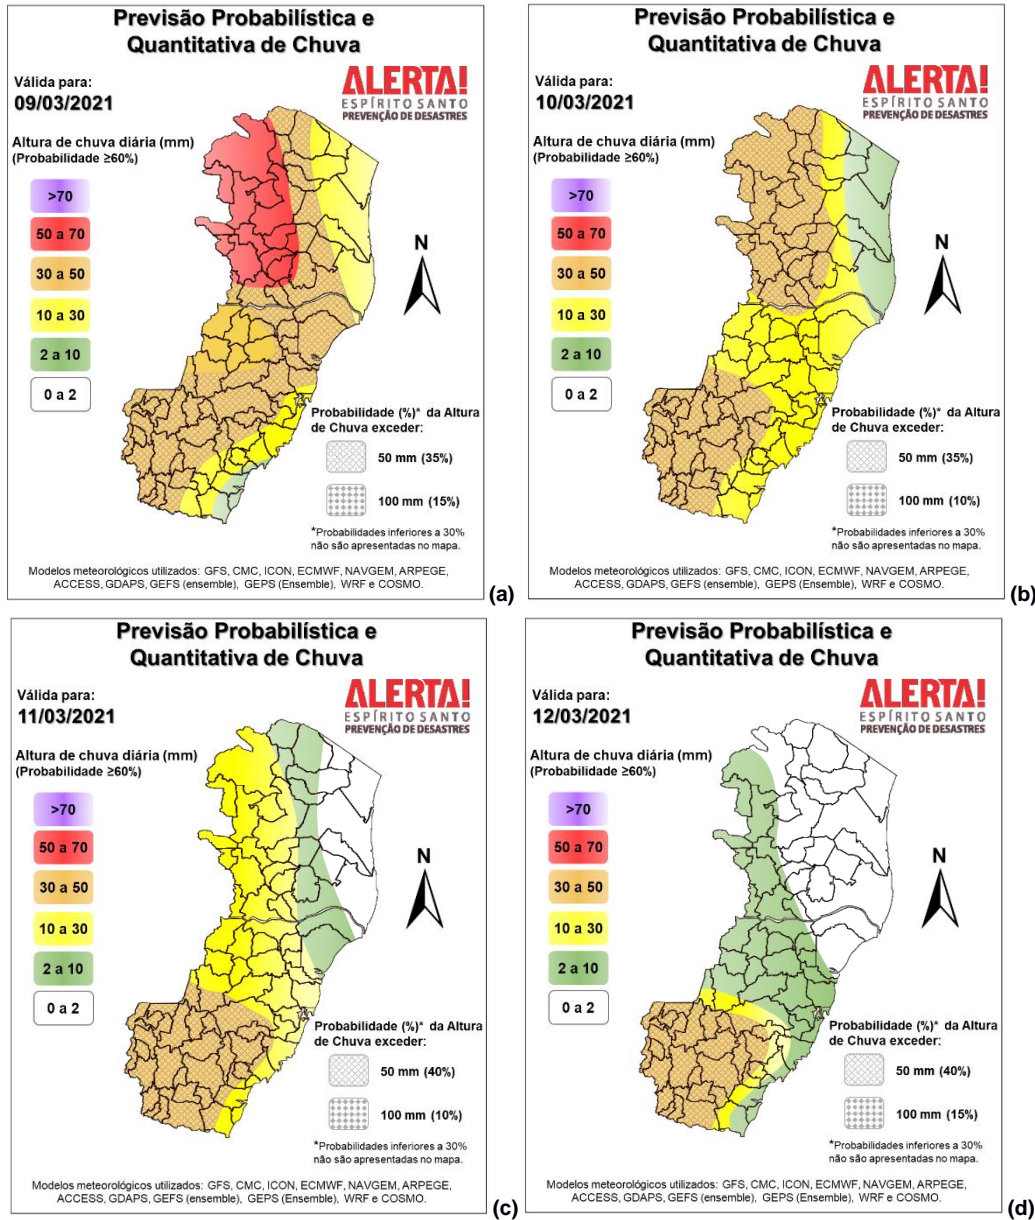 Previsão Probabilística e
Quantitativa de Chuva
Válida para:
09/03/2021
ALERTA!
ESPÍRITO SANTO
PREVENÇÃO DE DESASTRES
Altura de chuva diária (mm)
(Probabilidade ≥60%)
>70
50 a 70
30 a 50
10 a 30
2 a 10
0 a 2
N
Probabilidade (%)* da Altura
de Chuva exceder:
50 mm (35%)
100 mm (15%)
*Probabilidades inferiores a 30%
não são apresentadas no mapa.
Modelos meteorológicos utilizados: GFS, CMC, ICON, ECMWF, NAVGEM, ARPEGE,
ACCESS, GDAPS, GEFS (ensemble), GEPS (Ensemble), WRF e COSMO.
(a)
Previsão Probabilística e
Quantitativa de Chuva
Válida para:
10/03/2021
ALERTA!
ESPÍRITO SANTO
PREVENÇÃO DE DESASTRES
Altura de chuva diária (mm)
(Probabilidade ≥60%)
>70
50 a 70
30 a 50
10 a 30
2 a 10
0 a 2
N
Probabilidade (%)* da Altura
de Chuva exceder:
50 mm (35%)
100 mm (10%)
*Probabilidades inferiores a 30%
não são apresentadas no mapa.
Modelos meteorológicos utilizados: GFS, CMC, ICON, ECMWF, NAVGEM, ARPEGE,
ACCESS, GDAPS, GEFS (ensemble), GEPS (Ensemble), WRF e COSMO.
(b)
Previsão Probabilística e
Quantitativa de Chuva
Válida para:
11/03/2021
ALERTA!
ESPÍRITO SANTO
PREVENÇÃO DE DESASTRES
Altura de chuva diária (mm)
(Probabilidade ≥60%)
>70
50 a 70
30 a 50
10 a 30
2 a 10
0 a 2
N
Probabilidade (%)* da Altura
de Chuva exceder:
50 mm (40%)
100 mm (10%)
*Probabilidades inferiores a 30%
não são apresentadas no mapa.
Modelos meteorológicos utilizados: GFS, CMC, ICON, ECMWF, NAVGEM, ARPEGE,
ACCESS, GDAPS, GEFS (ensemble), GEPS (Ensemble), WRF e COSMO.
(c)
Previsão Probabilística e
Quantitativa de Chuva
Válida para:
12/03/2021
ALERTA!
ESPÍRITO SANTO
PREVENÇÃO DE DESASTRES
Altura de chuva diária (mm)
(Probabilidade ≥60%)
>70
50 a 70
30 a 50
10 a 30
2 a 10
0 a 2
N
Probabilidade (%)* da Altura
de Chuva exceder:
50 mm (40%)
100 mm (15%)
*Probabilidades inferiores a 30%
não são apresentadas no mapa.
Modelos meteorológicos utilizados: GFS, CMC, ICON, ECMWF, NAVGEM, ARPEGE,
ACCESS, GDAPS, GEFS (ensemble), GEPS (Ensemble), WRF e COSMO.
(d)